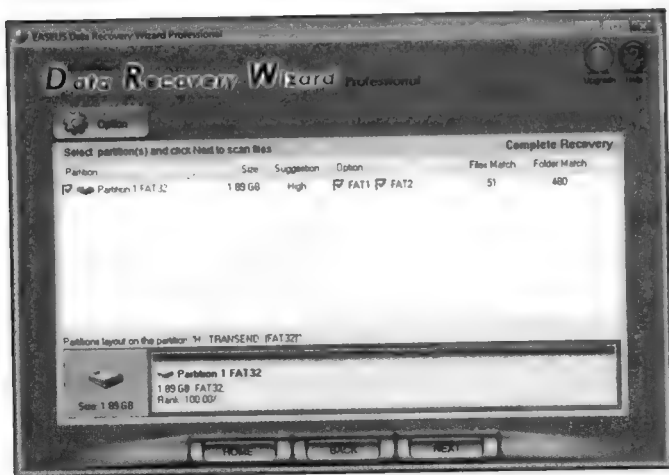 EASEUS Data Recovery Wizard Professional
Data Recovery Wizard Professional
Upgrade Help
Option
Select partition(s) and click Next to scan files Complete Recovery
Partition Size Suggestion Option Files Match Folder Match
Partition 1 FAT32 1.89 GB High FAT1 FAT2 51 480
Partitions layout on the partition "H: TRANSEND (FAT32)"
Partition 1 FAT32
1.89 GB FAT32
Rank: 100.00/
Size: 1.89 GB
HOME BACK NEXT